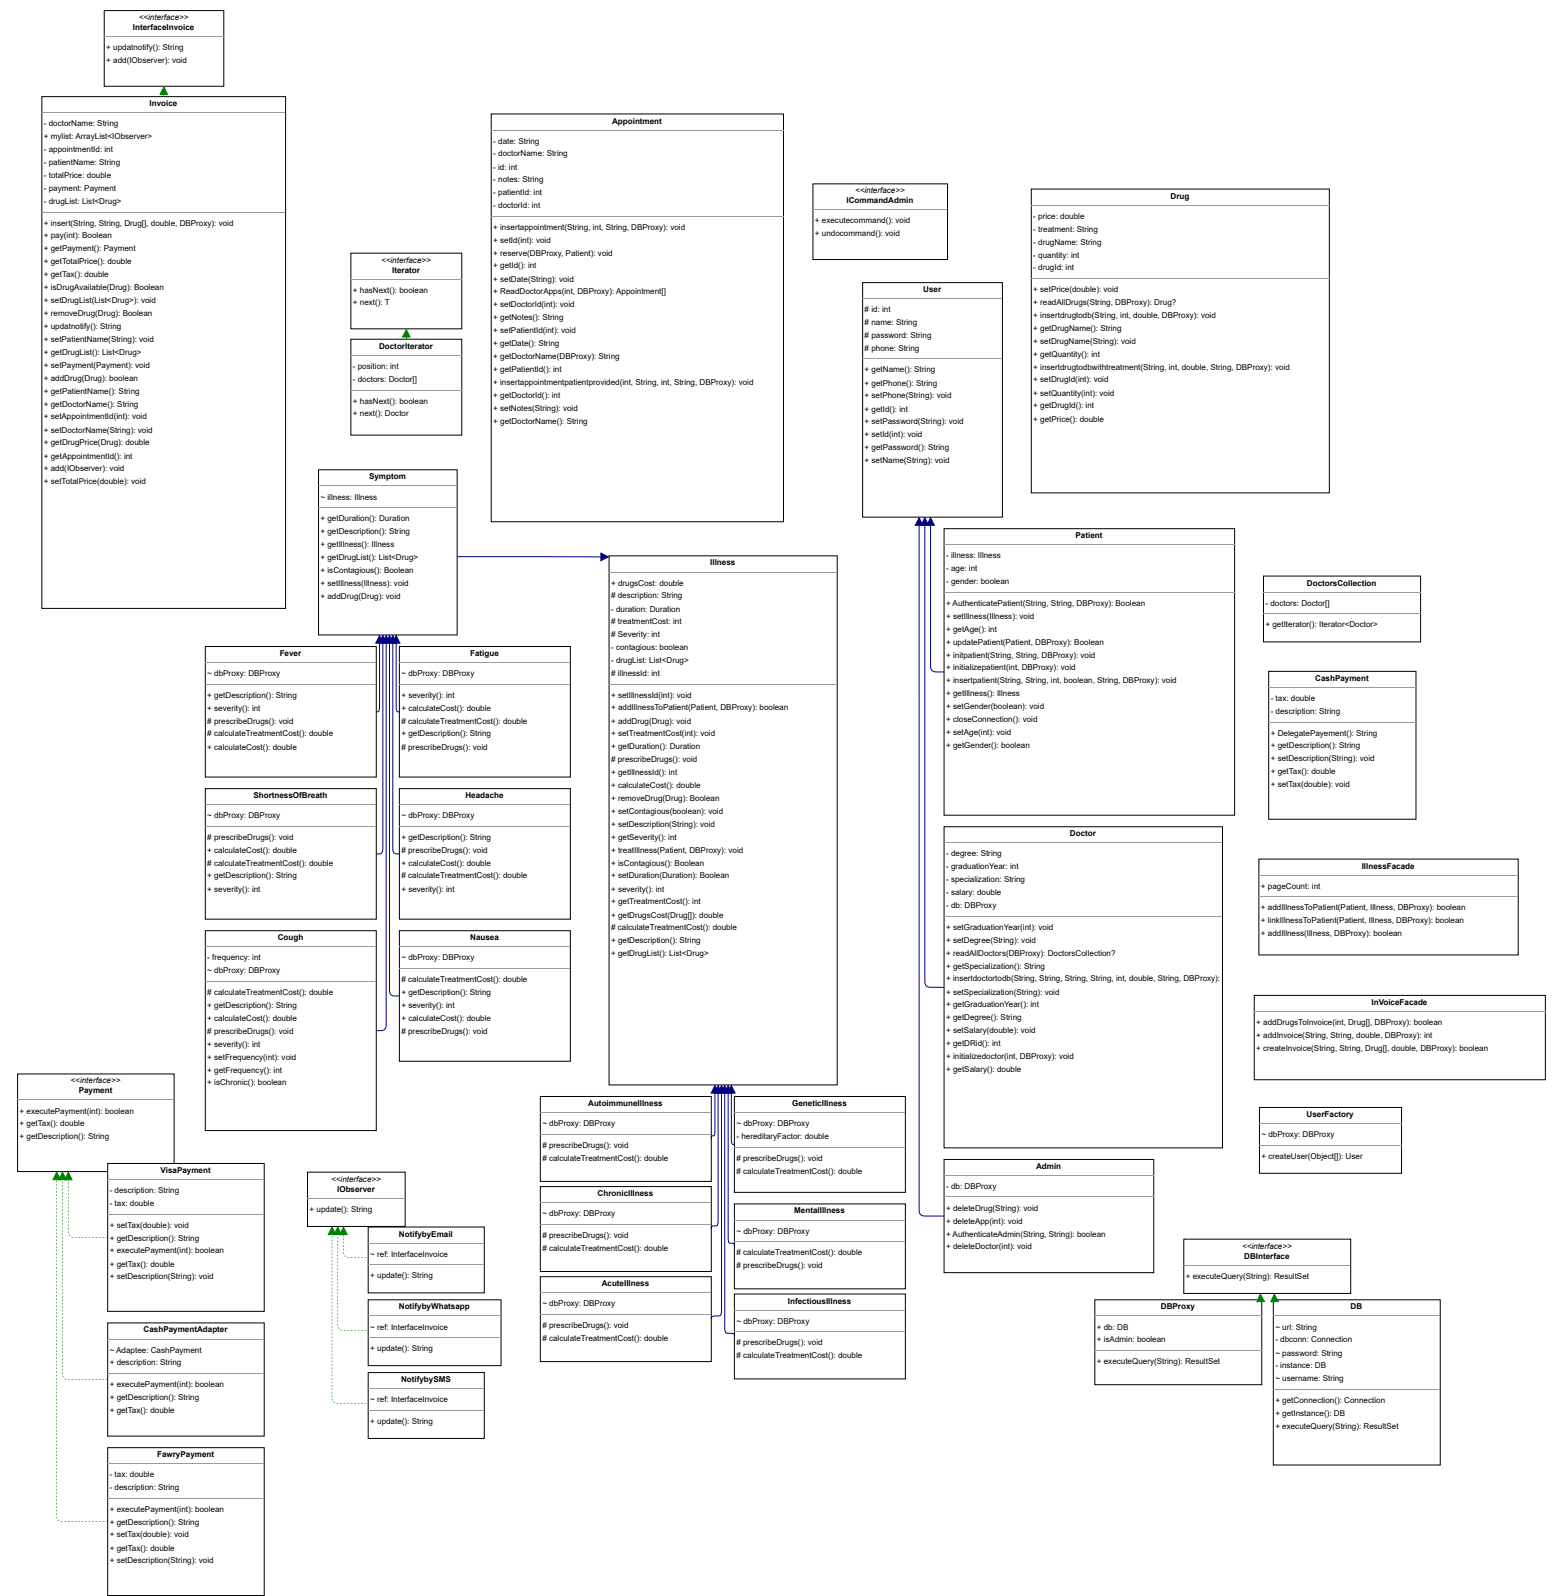 <<interface>>
InterfaceInvoice
+ updatnotify(): String
+ add(IObserver): void
Invoice
- doctorName: String
+ mylist: ArrayList<IObserver>
- appointmentId: int
- patientName: String
- totalPrice: double
- payment: Payment
- drugList: List<Drug>
+ insert(String, String, Drug[], double, DBProxy): void
+ pay(int): Boolean
+ getPayment(): Payment
+ getTotalPrice(): double
+ getTax(): double
+ isDrugAvailable(Drug): Boolean
+ setDrugList(List<Drug>): void
+ removeDrug(Drug): Boolean
+ updatnotify(): String
+ setPatientName(String): void
+ getDrugList(): List<Drug>
+ setPayment(Payment): void
+ addDrug(Drug): boolean
+ getPatientName(): String
+ getDoctorName(): String
+ setAppointmentId(int): void
+ setDoctorName(String): void
+ getDrugPrice(Drug): double
+ getAppointmentId(): int
+ add(IObserver): void
+ setTotalPrice(double): void
<<interface>>
Iterator
+ hasNext(): boolean
+ next(): T
DoctorIterator
- position: int
- doctors: Doctor[]
+ hasNext(): boolean
+ next(): Doctor
Appointment
- date: String
- doctorName: String
- id: int
- notes: String
- patientId: int
- doctorId: int
+ insertappointment(String, int, String, DBProxy): void
+ setId(int): void
+ reserve(DBProxy, Patient): void
+ getId(): int
+ setDate(String): void
+ ReadDoctorApps(int, DBProxy): Appointment[]
+ setDoctorId(int): void
+ getNotes(): String
+ setPatientId(int): void
+ getDate(): String
+ getDoctorName(DBProxy): String
+ getPatientId(): int
+ insertappointmentpatientprovided(int, String, int, String, DBProxy): void
+ getDoctorId(): int
+ setNotes(String): void
+ getDoctorName(): String
<<interface>>
ICommandAdmin
+ executecommand(): void
+ undocommand(): void
User
# id: int
# name: String
# password: String
# phone: String
+ getName(): String
+ getPhone(): String
+ setPhone(String): void
+ getId(): int
+ setPassword(String): void
+ setId(int): void
+ getPassword(): String
+ setName(String): void
Drug
- price: double
- treatment: String
- drugName: String
- quantity: int
- drugId: int
+ setPrice(double): void
+ readAllDrugs(String, DBProxy): Drug?
+ insertdrugtodb(String, int, double, DBProxy): void
+ getDrugName(): String
+ setDrugName(String): void
+ getQuantity(): int
+ insertdrugtodbwithtreatment(String, int, double, String, DBProxy): void
+ setDrugId(int): void
+ setQuantity(int): void
+ getDrugId(): int
+ getPrice(): double
Symptom
~ illness: Illness
+ getDuration(): Duration
+ getDescription(): String
+ getIllness(): Illness
+ getDrugList(): List<Drug>
+ isContagious(): Boolean
+ setIllness(Illness): void
+ addDrug(Drug): void
Illness
+ drugsCost: double
# description: String
- duration: Duration
# treatmentCost: int
# Severity: int
- contagious: boolean
- drugList: List<Drug>
# illnessId: int
+ setIllnessId(int): void
+ addIllnessToPatient(Patient, DBProxy): boolean
+ addDrug(Drug): void
+ setTreatmentCost(int): void
+ getDuration(): Duration
# prescribeDrugs(): void
+ getIllnessId(): int
+ calculateCost(): double
+ removeDrug(Drug): Boolean
+ setContagious(boolean): void
+ setDescription(String): void
+ getSeverity(): int
+ treatIllness(Patient, DBProxy): void
+ isContagious(): Boolean
+ setDuration(Duration): Boolean
+ severity(): int
+ getTreatmentCost(): int
+ getDrugsCost(Drug[]): double
# calculateTreatmentCost(): double
+ getDescription(): String
+ getDrugList(): List<Drug>
Patient
- illness: Illness
- age: int
- gender: boolean
+ AuthenticatePatient(String, String, DBProxy): Boolean
+ setIllness(Illness): void
+ getAge(): int
+ updatePatient(Patient, DBProxy): Boolean
+ initpatient(String, String, DBProxy): void
+ initializepatient(int, DBProxy): void
+ insertpatient(String, String, int, boolean, String, DBProxy): void
+ getIllness(): Illness
+ setGender(boolean): void
+ closeConnection(): void
+ setAge(int): void
+ getGender(): boolean
DoctorsCollection
- doctors: Doctor[]
+ getIterator(): Iterator<Doctor>
CashPayment
- tax: double
- description: String
+ DelegatePayement(): String
+ getDescription(): String
+ setDescription(String): void
+ getTax(): double
+ setTax(double): void
Fever
~ dbProxy: DBProxy
+ getDescription(): String
+ severity(): int
# prescribeDrugs(): void
# calculateTreatmentCost(): double
+ calculateCost(): double
Fatigue
~ dbProxy: DBProxy
+ severity(): int
+ calculateCost(): double
# calculateTreatmentCost(): double
+ getDescription(): String
# prescribeDrugs(): void
ShortnessOfBreath
~ dbProxy: DBProxy
# prescribeDrugs(): void
+ calculateCost(): double
# calculateTreatmentCost(): double
+ getDescription(): String
+ severity(): int
Headache
~ dbProxy: DBProxy
+ getDescription(): String
# prescribeDrugs(): void
+ calculateCost(): double
# calculateTreatmentCost(): double
+ severity(): int
Cough
- frequency: int
~ dbProxy: DBProxy
# calculateTreatmentCost(): double
+ getDescription(): String
+ calculateCost(): double
# prescribeDrugs(): void
+ severity(): int
+ setFrequency(int): void
+ getFrequency(): int
+ isChronic(): boolean
Nausea
~ dbProxy: DBProxy
# calculateTreatmentCost(): double
+ getDescription(): String
+ severity(): int
+ calculateCost(): double
# prescribeDrugs(): void
Doctor
- degree: String
- graduationYear: int
- specialization: String
- salary: double
- db: DBProxy
+ setGraduationYear(int): void
+ setDegree(String): void
+ readAllDoctors(DBProxy): DoctorsCollection?
+ getSpecialization(): String
+ insertdoctortodb(String, String, String, String, int, double, String, DBProxy):
+ setSpecialization(String): void
+ getGraduationYear(): int
+ getDegree(): String
+ setSalary(double): void
+ getDRid(): int
+ initializedoctor(int, DBProxy): void
+ getSalary(): double
IllnessFacade
+ pageCount: int
+ addIllnessToPatient(Patient, Illness, DBProxy): boolean
+ linkIllnessToPatient(Patient, Illness, DBProxy): boolean
+ addIllness(Illness, DBProxy): boolean
InVoiceFacade
+ addDrugsToInvoice(int, Drug[], DBProxy): boolean
+ addInvoice(String, String, double, DBProxy): int
+ createInvoice(String, String, Drug[], double, DBProxy): boolean
UserFactory
~ dbProxy: DBProxy
+ createUser(Object[]): User
<<interface>>
Payment
+ executePayment(int): boolean
+ getTax(): double
+ getDescription(): String
VisaPayment
- description: String
- tax: double
+ setTax(double): void
+ getDescription(): String
+ executePayment(int): boolean
+ getTax(): double
+ setDescription(String): void
CashPaymentAdapter
~ Adaptee: CashPayment
+ description: String
+ executePayment(int): boolean
+ getDescription(): String
+ getTax(): double
FawryPayment
- tax: double
- description: String
+ executePayment(int): boolean
+ getDescription(): String
+ setTax(double): void
+ getTax(): double
+ setDescription(String): void
<<interface>>
IObserver
+ update(): String
NotifybyEmail
~ ref: InterfaceInvoice
+ update(): String
NotifybyWhatsapp
~ ref: InterfaceInvoice
+ update(): String
NotifybySMS
~ ref: InterfaceInvoice
+ update(): String
AutoimmuneIllness
~ dbProxy: DBProxy
# prescribeDrugs(): void
# calculateTreatmentCost(): double
GeneticIllness
~ dbProxy: DBProxy
- hereditaryFactor: double
# prescribeDrugs(): void
# calculateTreatmentCost(): double
ChronicIllness
~ dbProxy: DBProxy
# prescribeDrugs(): void
# calculateTreatmentCost(): double
MentalIllness
~ dbProxy: DBProxy
# calculateTreatmentCost(): double
# prescribeDrugs(): void
AcuteIllness
~ dbProxy: DBProxy
# prescribeDrugs(): void
# calculateTreatmentCost(): double
InfectiousIllness
~ dbProxy: DBProxy
# prescribeDrugs(): void
# calculateTreatmentCost(): double
Admin
- db: DBProxy
+ deleteDrug(String): void
+ deleteApp(int): void
+ AuthenticateAdmin(String, String): boolean
+ deleteDoctor(int): void
<<interface>>
DBInterface
+ executeQuery(String): ResultSet
DBProxy
+ db: DB
+ isAdmin: boolean
+ executeQuery(String): ResultSet
DB
~ url: String
- dbconn: Connection
~ password: String
- instance: DB
~ username: String
+ getConnection(): Connection
+ getInstance(): DB
+ executeQuery(String): ResultSet